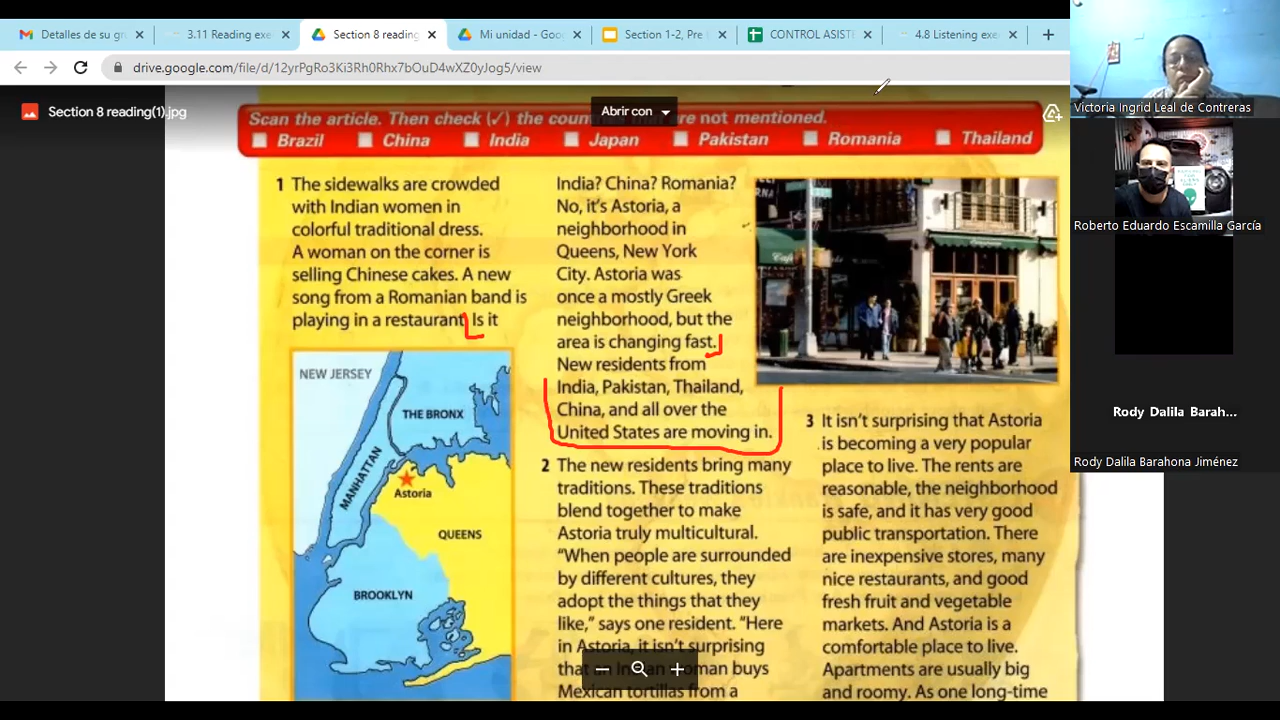 Detalles de su gr
3.11 Reading exe
Section 8 reading
Mi unidad - Goo
Section 1-2, Pre I
CONTROL ASIST
4.8 Listening exe
drive.google.com/file/d/12yrPgRo3Ki3Rh0Rhx7bOuD4wXZ0yJog5/view
Section 8 reading(1).jpg
Abrir con
Scan the article. Then check (✓) the coun are not mentioned.
Brazil China India Japan Pakistan Romania Thailand
1 The sidewalks are crowded
with Indian women in
colorful traditional dress.
A woman on the corner is
selling Chinese cakes. A new
song from a Romanian band is
playing in a restaurant. Is it
NEW JERSEY
THE BRONX
MANHATTAN
Astoria
QUEENS
BROOKLYN
India? China? Romania?
No, it's Astoria, a
neighborhood in
Queens, New York
City. Astoria was
once a mostly Greek
neighborhood, but the
area is changing fast.
New residents from
India, Pakistan, Thailand,
China, and all over the
United States are moving in.
2 The new residents bring many
traditions. These traditions
blend together to make
Astoria truly multicultural.
"When people are surrounded
by different cultures, they
adopt the things that they
like," says one resident. "Here
in Astoria, it isn't surprising
that an Indian woman buys
Mexican tortillas from a
3 It isn't surprising that Astoria
is becoming a very popular
place to live. The rents are
reasonable, the neighborhood
is safe, and it has very good
public transportation. There
are inexpensive stores, many
nice restaurants, and good
fresh fruit and vegetable
markets. And Astoria is a
comfortable place to live.
Apartments are usually big
and roomy. As one long-time
Victoria Ingrid Leal de Contreras
Roberto Eduardo Escamilla García
Rody Dalila Barah...
Rody Dalila Barahona Jiménez